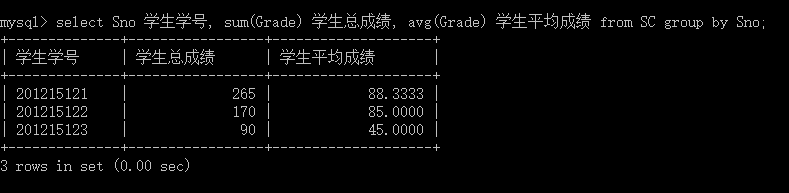 mysql> select Sno 学生学号, sum(Grade) 学生总成绩, avg(Grade) 学生平均成绩 from SC group by Sno;
+--------------+-----------------+--------------------+
| 学生学号 | 学生总成绩 | 学生平均成绩 |
+--------------+-----------------+--------------------+
| 201215121 | 265 | 88.3333 |
| 201215122 | 170 | 85.0000 |
| 201215123 | 90 | 45.0000 |
+--------------+-----------------+--------------------+
3 rows in set (0.00 sec)